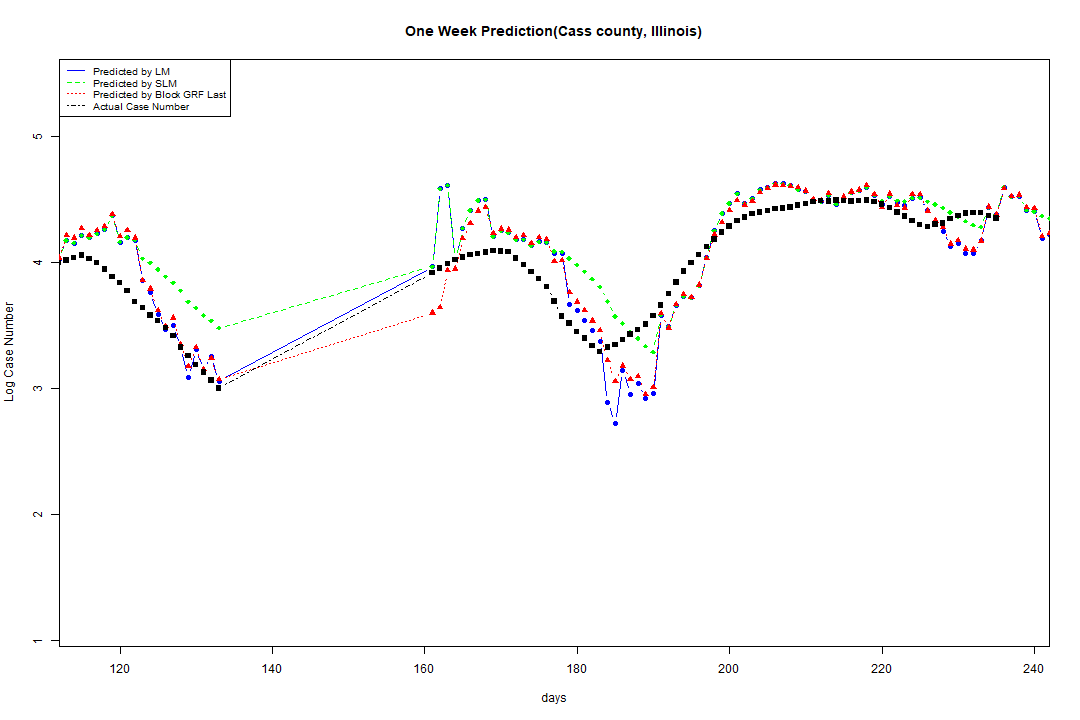 One Week Prediction(Cass county, Illinois)
Predicted by LM
Predicted by SLM
Predicted by Block GRF Last
Actual Case Number
5
4
3
2
1
Log Case Number
120 140 160 180 200 220 240
days